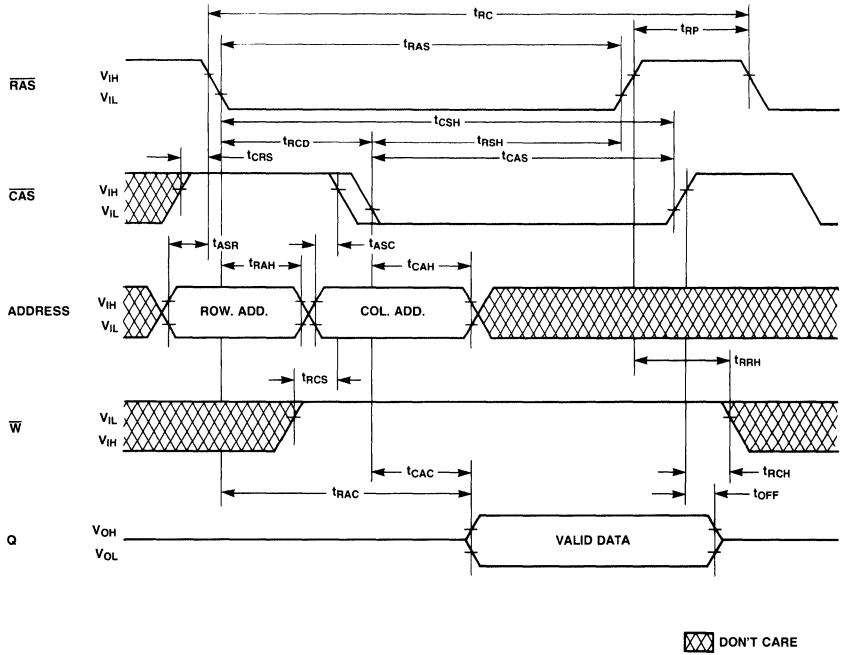 tRC
tRP
tRAS
RAS
VIH
VIL
tCSH
tRCD
tRSH
tCRS
tCAS
CAS
VIH
VIL
tASR
tASC
tRAH
tCAH
ADDRESS
VIH
VIL
ROW. ADD.
COL. ADD.
tRRH
tRCS
W
VIL
VIH
tCAC
tRCH
tRAC
tOFF
Q
VOH
VOL
VALID DATA
DON'T CARE